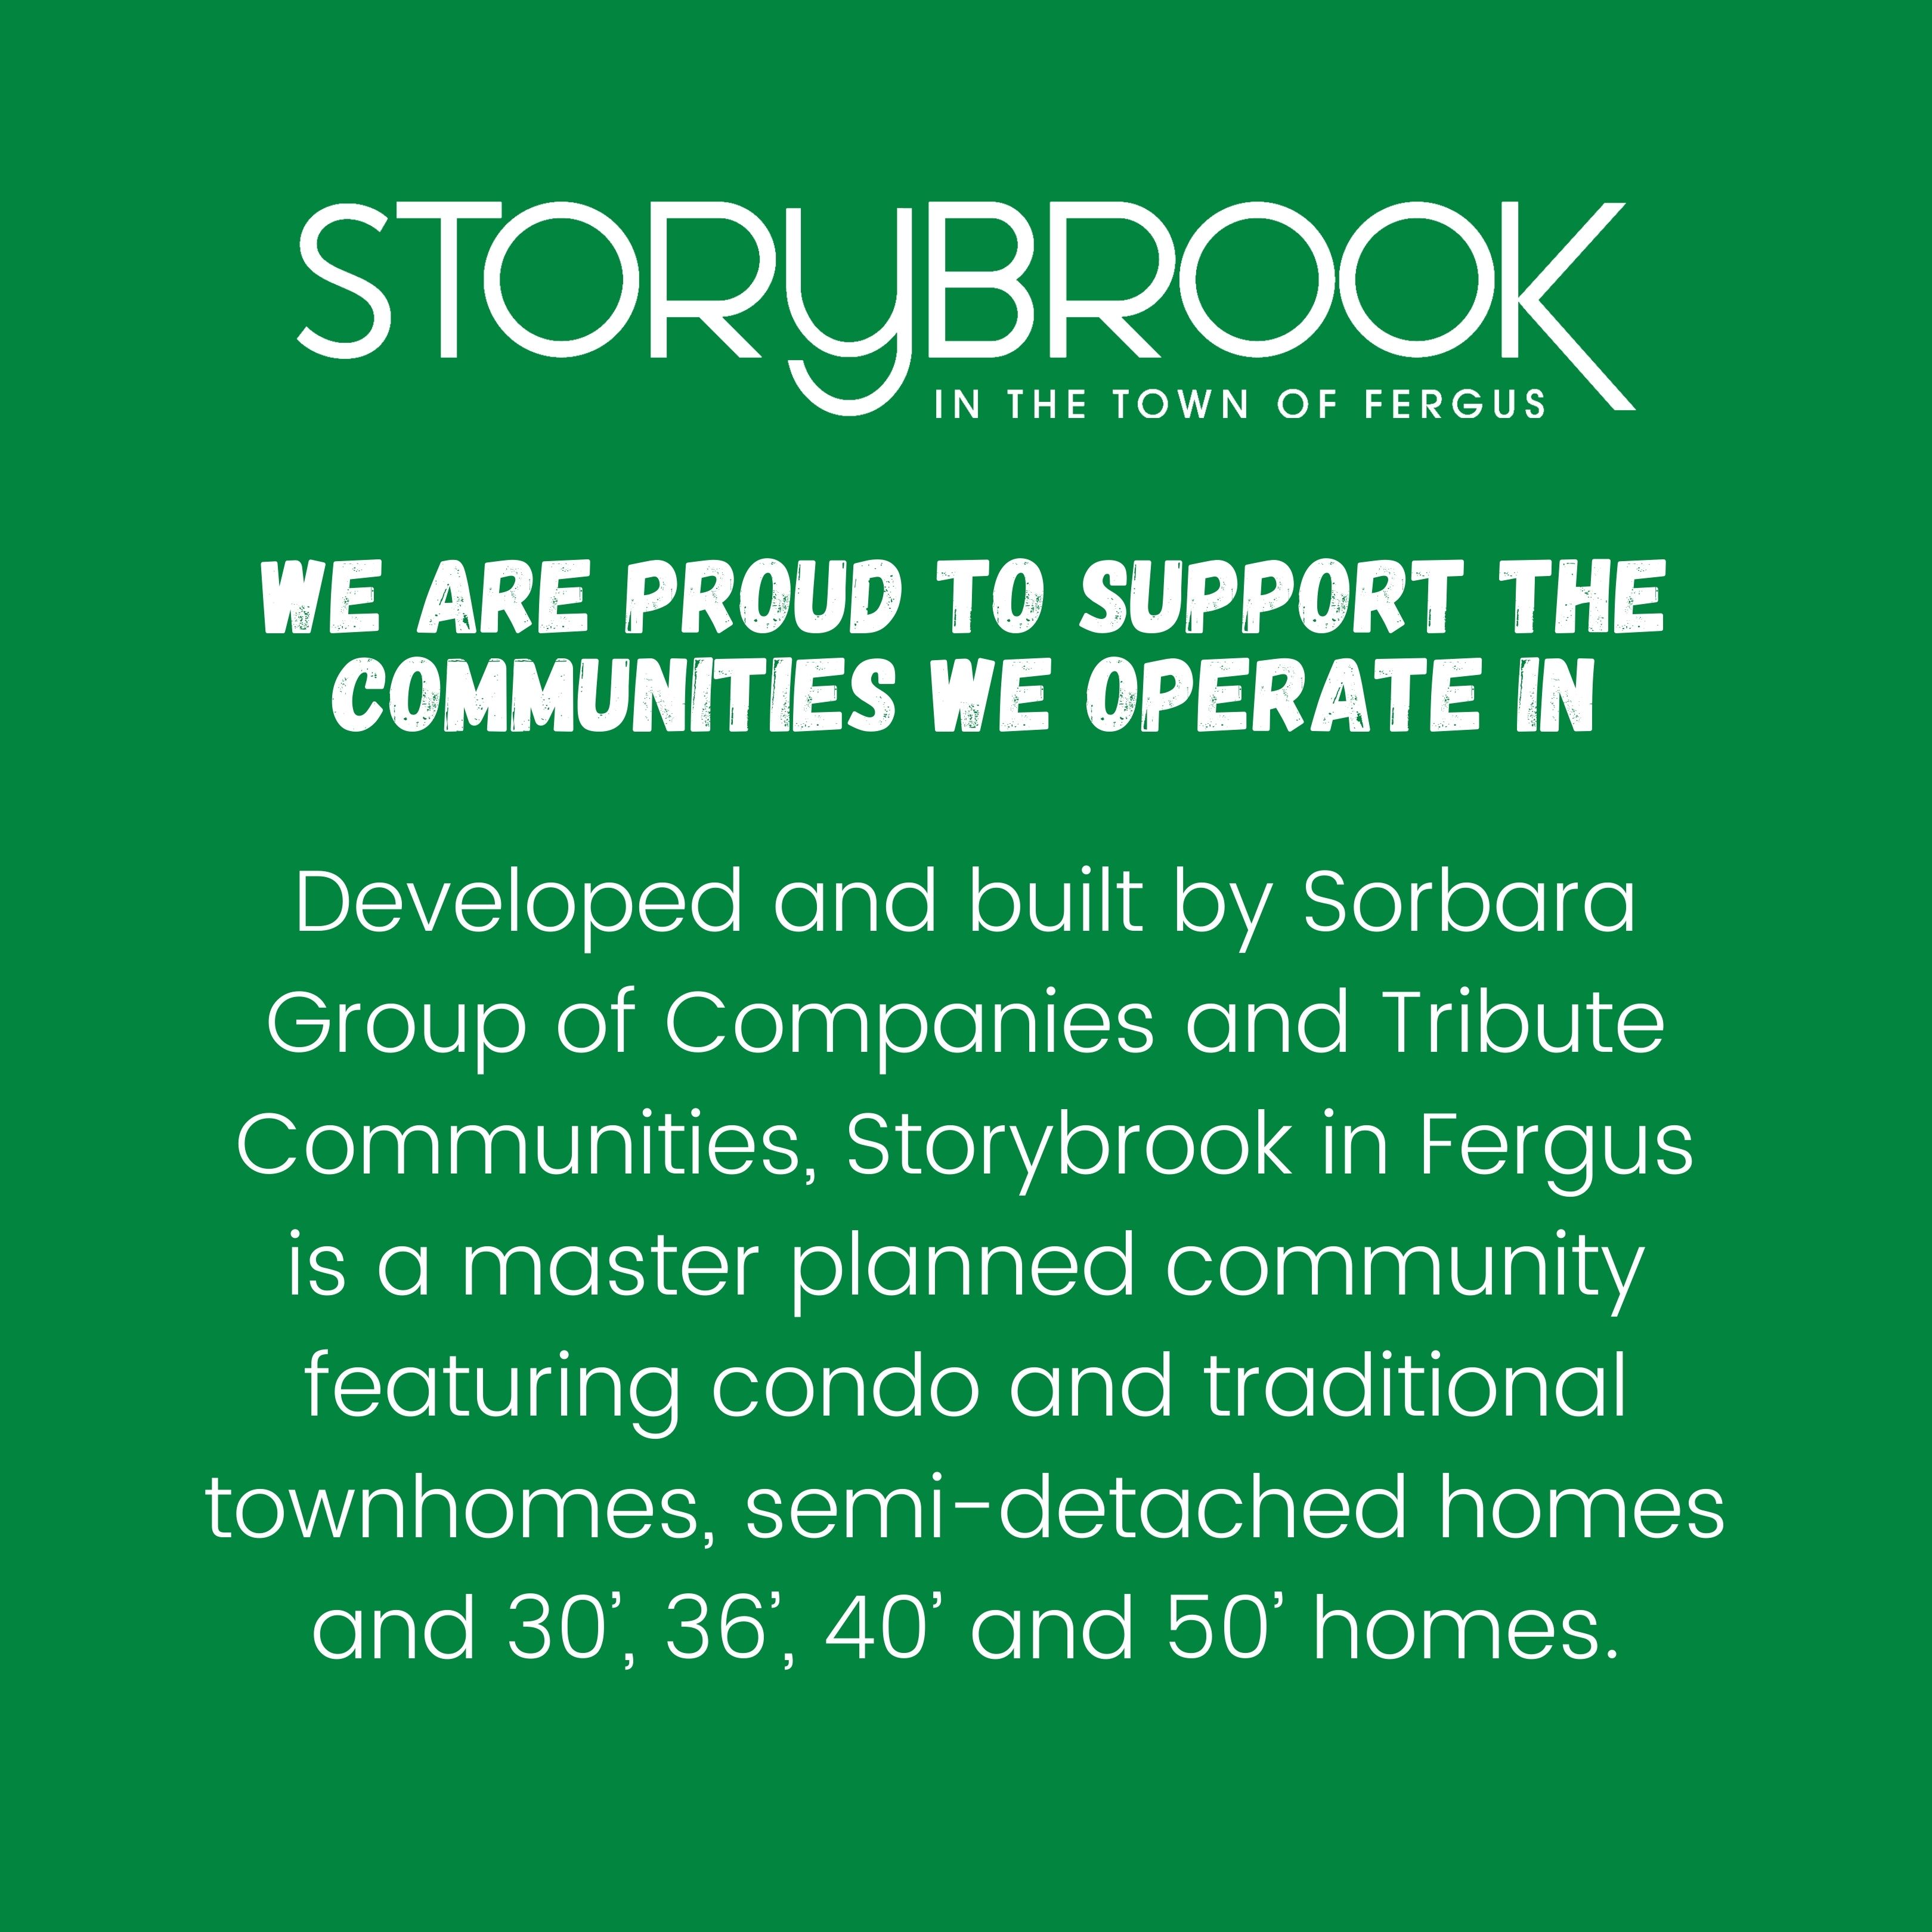 STORyBROOK
IN THE TOWN OF FERGUS
WE ARE PROUD TO SUPPORT THE
COMMUNITIES WE OPERATE IN
Developed and built by Sorbara
Group of Companies and Tribute
Communities, Storybrook in Fergus
is a master planned community
featuring condo and traditional
townhomes, semi-detached homes
and 30’, 36’, 40’ and 50’ homes.